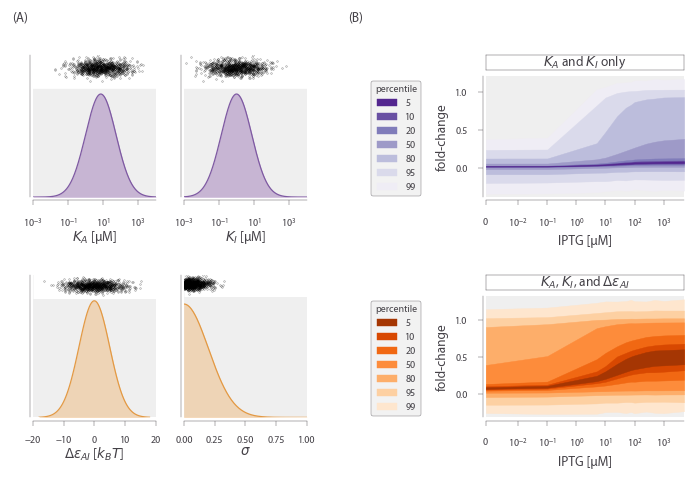 (A)
(B)
10⁻³ 10⁻¹ 10¹ 10³
K_A [µM]
10⁻³ 10⁻¹ 10¹ 10³
K_I [µM]
percentile
5
10
20
50
80
95
99
K_A and K_I only
fold-change
1.0
0.5
0.0
0 10⁻² 10⁻¹ 10⁰ 10¹ 10² 10³
IPTG [µM]
−20 −10 0 10 20
Δε_AI [k_BT]
0.00 0.25 0.50 0.75 1.00
σ
percentile
5
10
20
50
80
95
99
K_A, K_I, and Δε_AI
fold-change
1.0
0.5
0.0
0 10⁻² 10⁻¹ 10⁰ 10¹ 10² 10³
IPTG [µM]